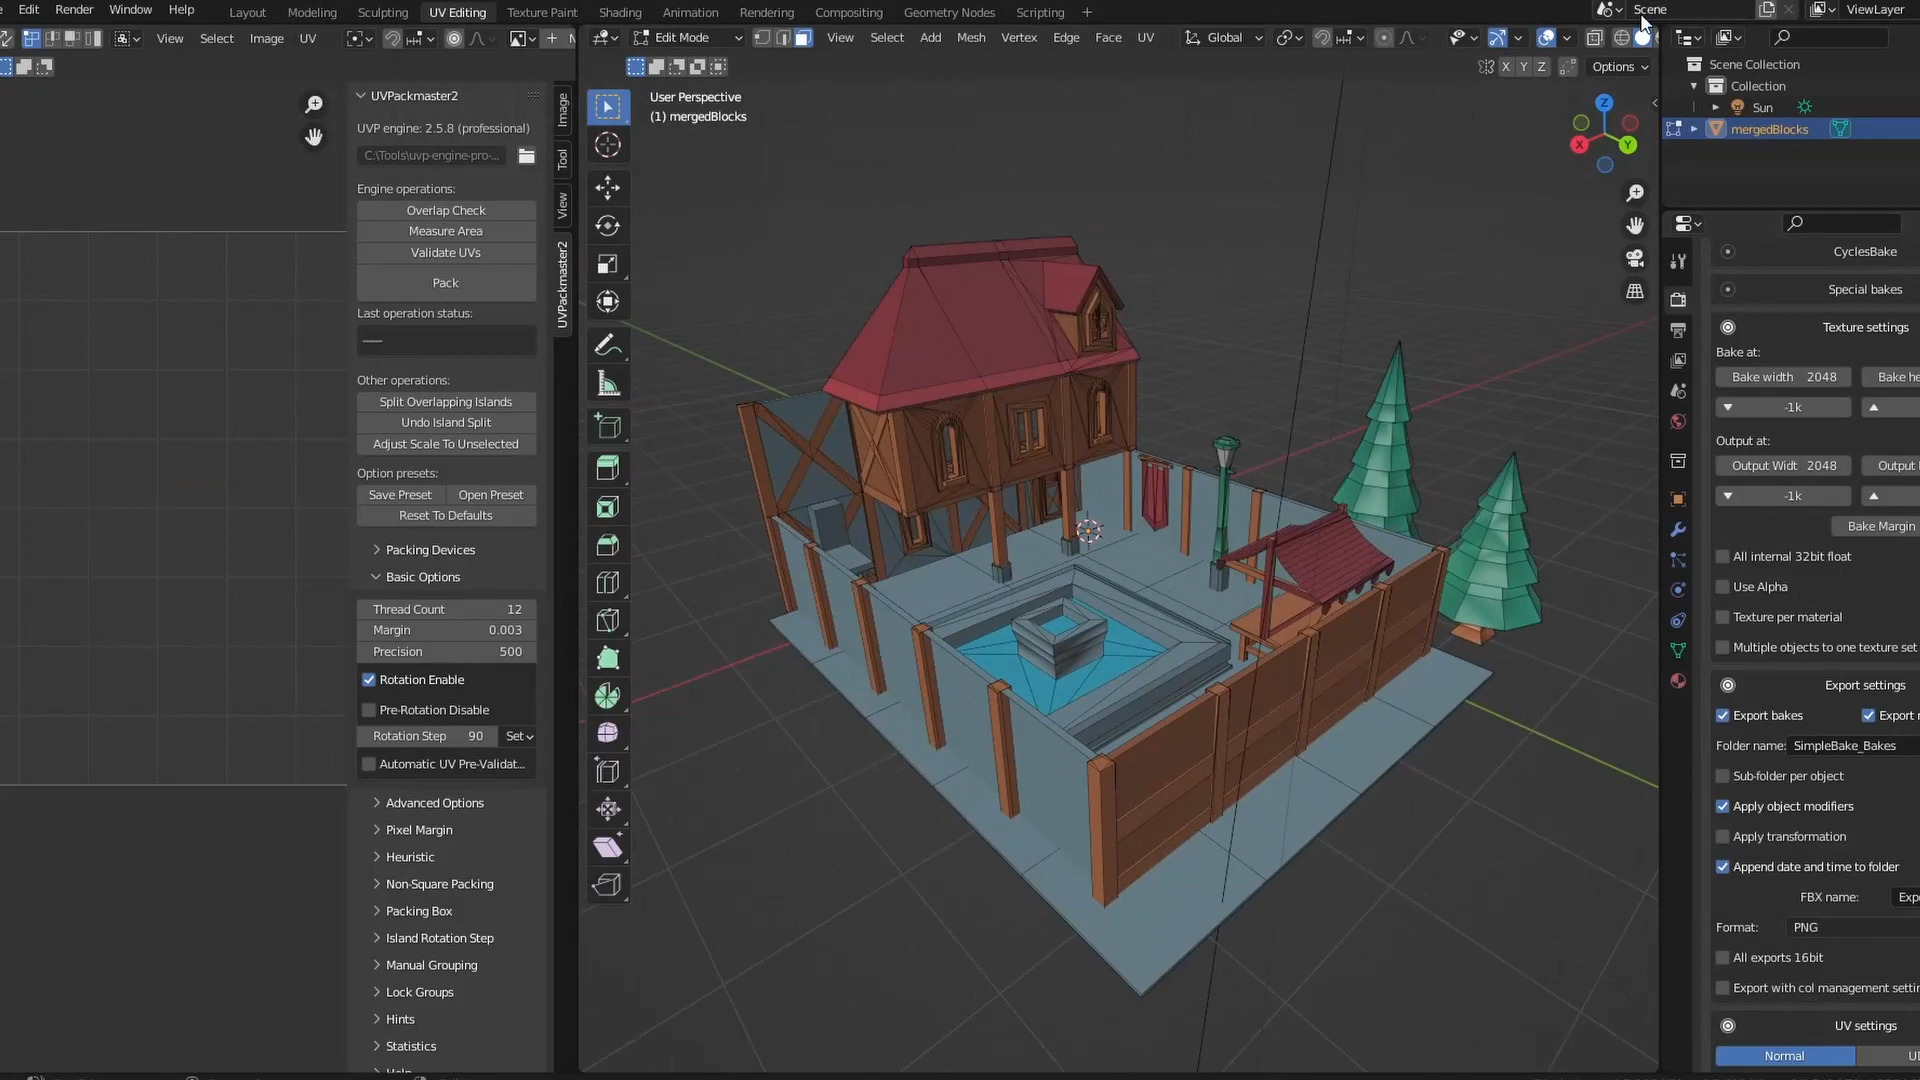 Edit Render Window Help Layout Modeling Sculpting UV Editing Texture Paint Shading Animation Rendering Compositing Geometry Nodes Scripting + Scene ViewLayer
View Select Image UV
Edit Mode View Select Add Mesh Vertex Edge Face UV Global
X Y Z Options
UVPackmaster2
UVP engine: 2.5.8 (professional)
C:\Tools\uvp-engine-pro-...
Engine operations:
Overlap Check
Measure Area
Validate UVs
Pack
Last operation status:
Other operations:
Split Overlapping Islands
Undo Island Split
Adjust Scale To Unselected
Option presets:
Save Preset Open Preset
Reset To Defaults
Packing Devices
Basic Options
Thread Count 12
Margin 0.003
Precision 500
Rotation Enable
Pre-Rotation Disable
Rotation Step 90 Set
Automatic UV Pre-Validat...
Advanced Options
Pixel Margin
Heuristic
Non-Square Packing
Packing Box
Island Rotation Step
Manual Grouping
Lock Groups
Hints
Statistics
Image
Tool
View
UVPackmaster2
User Perspective
(1) mergedBlocks
Z
X
Y
Scene Collection
Collection
Sun
mergedBlocks
CyclesBake
Special bakes
Texture settings
Bake at:
Bake width 2048 Bake he
-1k
Output at:
Output Widt 2048 Output
-1k
Bake Margin
All internal 32bit float
Use Alpha
Texture per material
Multiple objects to one texture set
Export settings
Export bakes Export
Folder name: SimpleBake_Bakes
Sub-folder per object
Apply object modifiers
Apply transformation
Append date and time to folder
FBX name: Expo
Format: PNG
All exports 16bit
Export with col management settin
UV settings
Normal